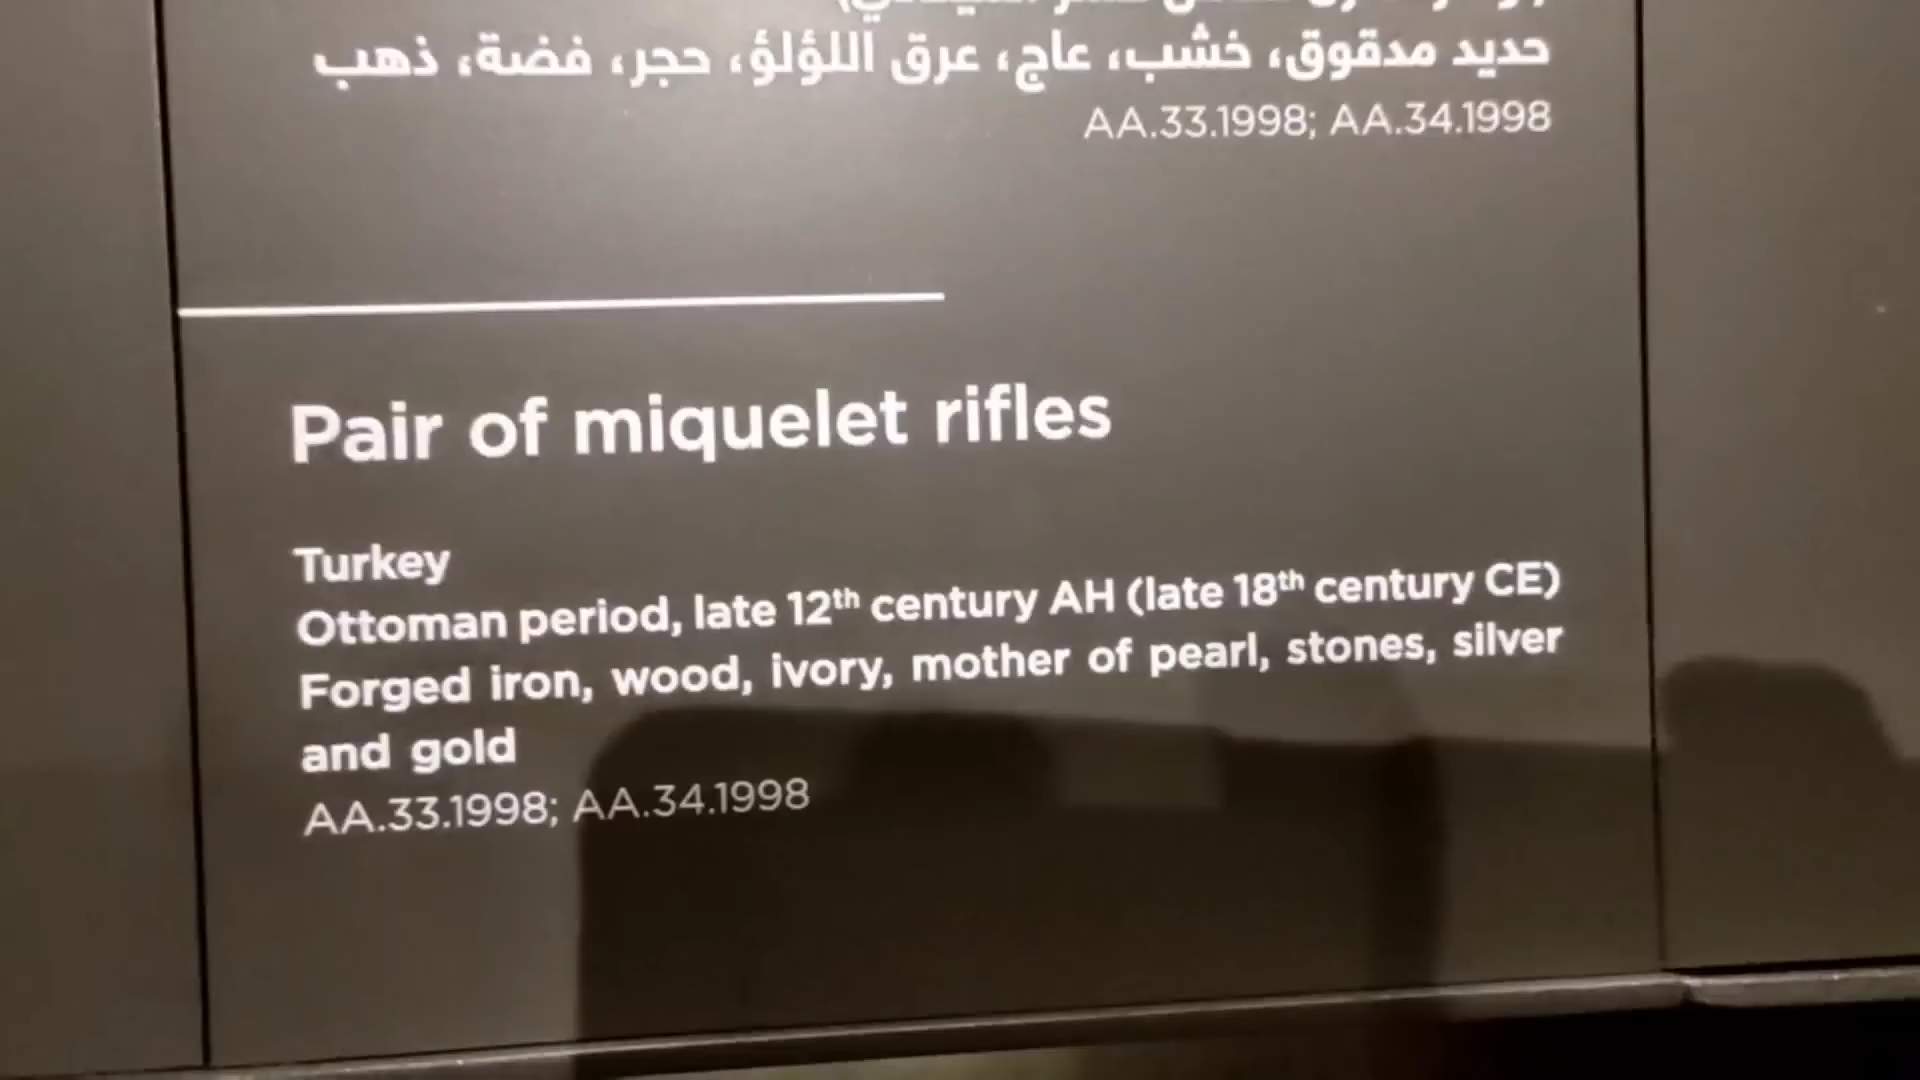 حديد مدقوق، خشب، عاج، عرق اللؤلؤ، حجر، فضة، ذهب
AA.33.1998; AA.34.1998
Pair of miquelet rifles
Turkey
Ottoman period, late 12th century AH (late 18th century CE)
Forged iron, wood, ivory, mother of pearl, stones, silver
and gold
AA.33.1998; AA.34.1998